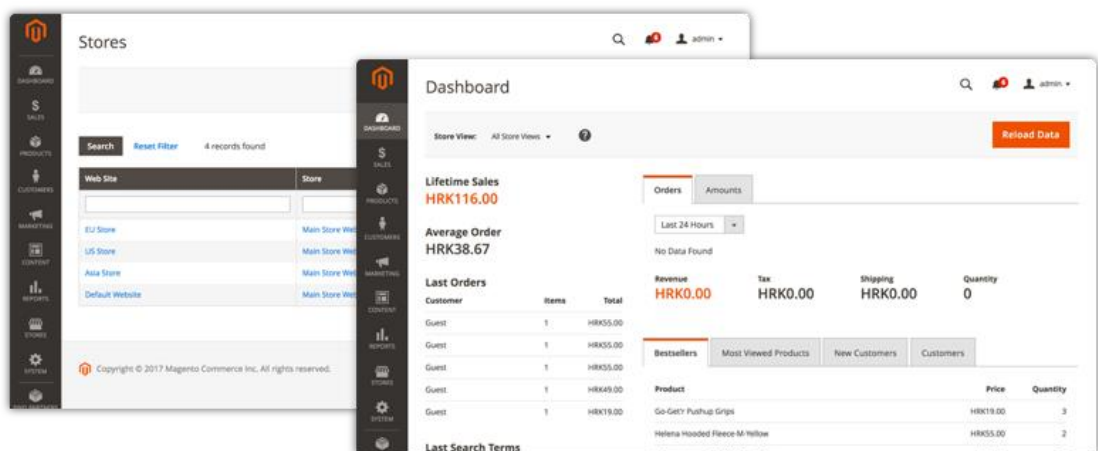 Stores
admin
DASHBOARD
SALES
PRODUCTS
CUSTOMERS
MARKETING
CONTENT
REPORTS
STORES
SYSTEM
Search Reset Filter 4 records found
Web Site Store
EU Store Main Store
US Store Main Store
Asia Store Main Store
Default Website Main Store
Copyright © 2017 Magento Commerce Inc. All rights reserved.
Dashboard
admin
DASHBOARD
SALES
PRODUCTS
CUSTOMERS
MARKETING
CONTENT
REPORTS
STORES
SYSTEM
Store View: All Store Views ?
Reload Data
Lifetime Sales
HRK116.00
Average Order
HRK38.67
Last Orders
Customer Items Total
Guest 1 HRK55.00
Guest 1 HRK55.00
Guest 1 HRK55.00
Guest 1 HRK49.00
Guest 1 HRK19.00
Last Search Terms
Orders Amounts
Last 24 Hours
No Data Found
Revenue Tax Shipping Quantity
HRK0.00 HRK0.00 HRK0.00 0
Bestsellers Most Viewed Products New Customers Customers
Product Price Quantity
Go-Get'r Pushup Grips HRK19.00 3
Helena Hooded Fleece-M-Yellow HRK55.00 2